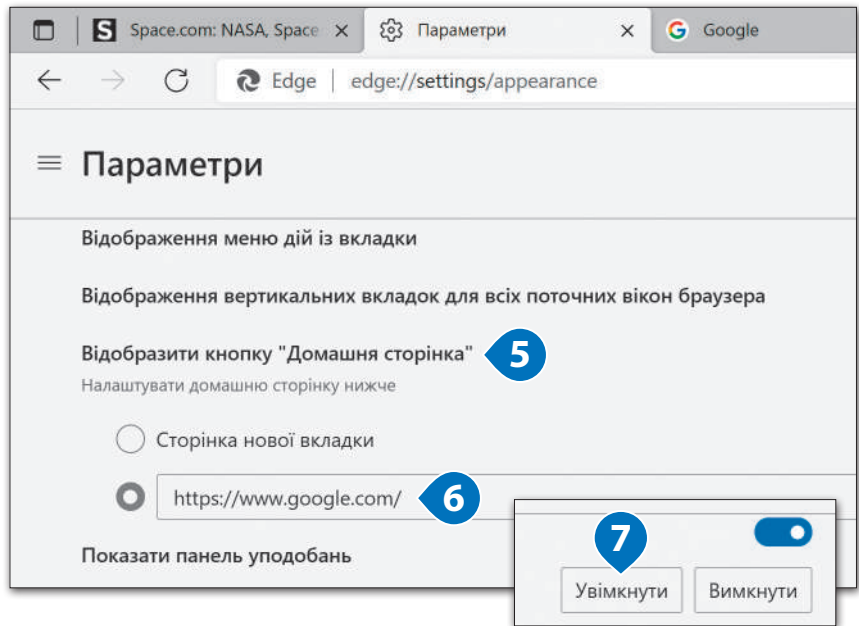 Space.com: NASA, Space
Параметри
Google
Edge
edge://settings/appearance
Параметри
Відображення меню дій із вкладки
Відображення вертикальних вкладок для всіх поточних вікон браузера
Відобразити кнопку "Домашня сторінка"
5
Налаштувати домашню сторінку нижче
Сторінка нової вкладки
https://www.google.com/
6
Показати панель уподобань
7
Увімкнути
Вимкнути